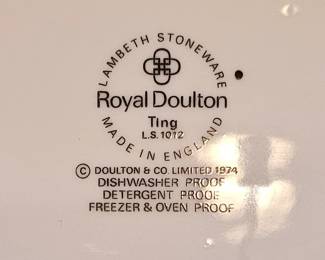 LAMBETH STONEWARE
Royal Doulton
Ting
L.S. 1012
MADE IN ENGLAND
© DOULTON & CO. LIMITED 1974
DISHWASHER PROOF
DETERGENT PROOF
FREEZER & OVEN PROOF